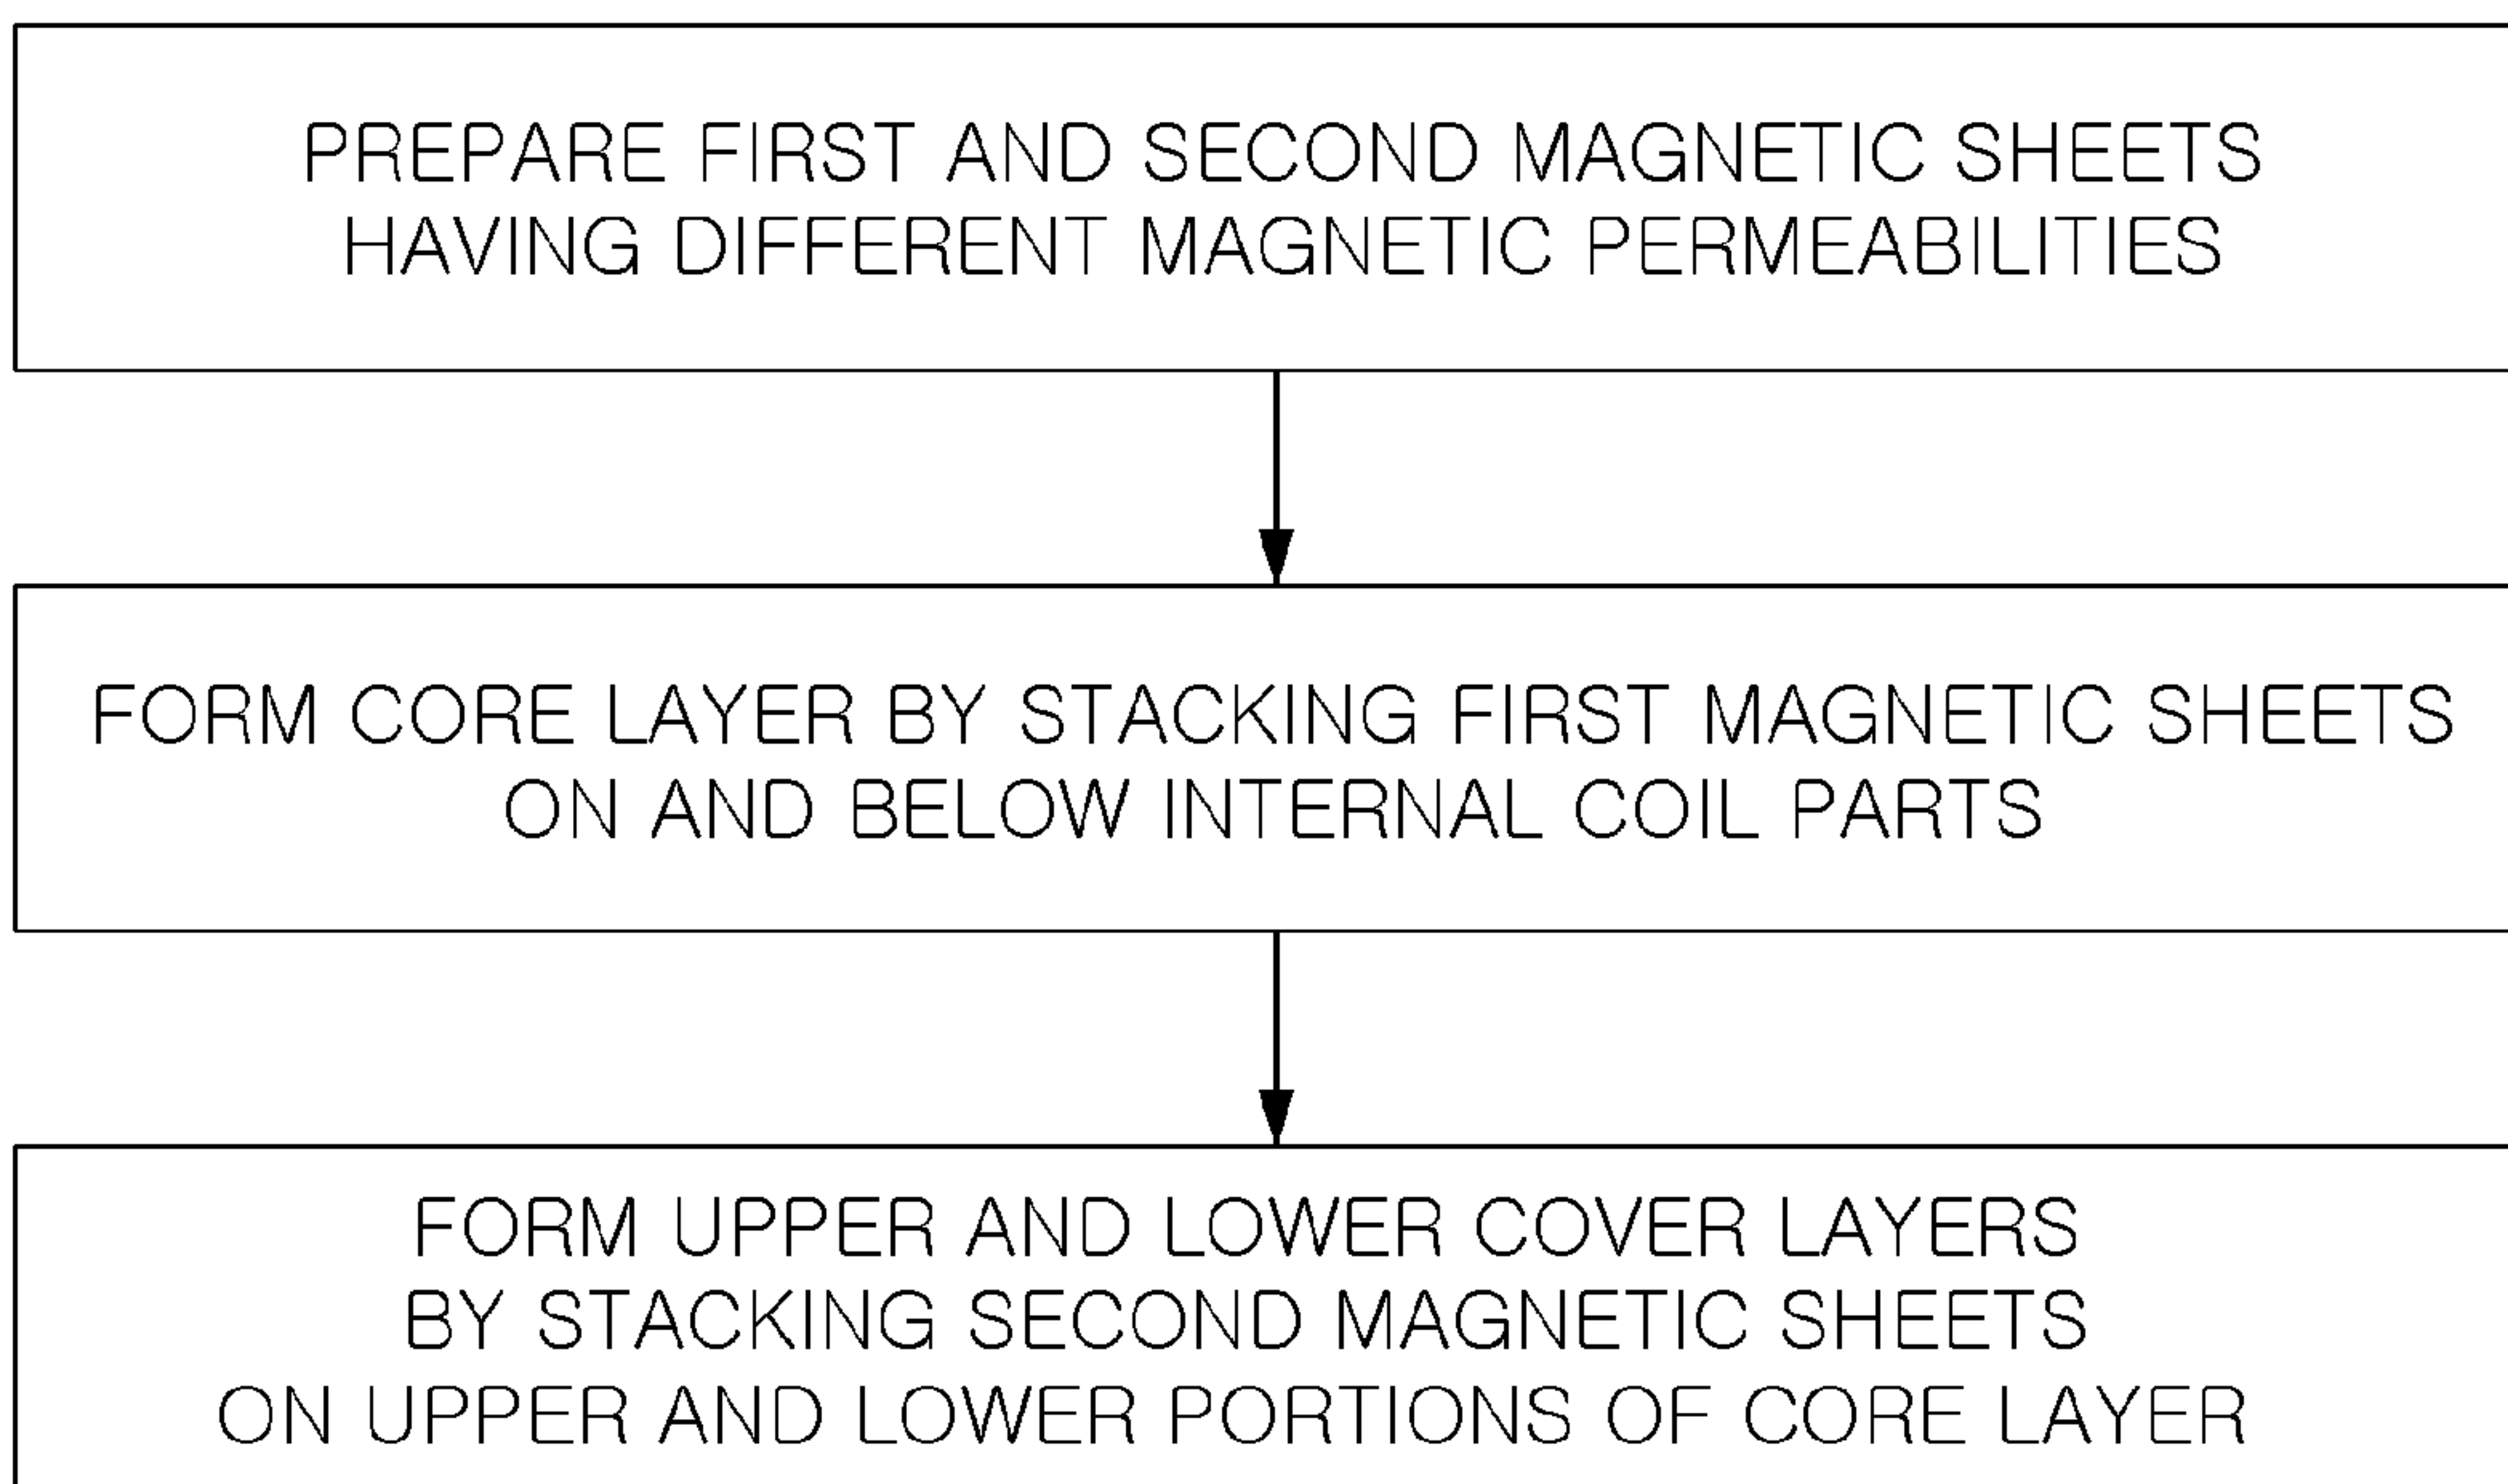 PREPARE FIRST AND SECOND MAGNETIC SHEETS
HAVING DIFFERENT MAGNETIC PERMEABILITIES
FORM CORE LAYER BY STACKING FIRST MAGNETIC SHEETS
ON AND BELOW INTERNAL COIL PARTS
FORM UPPER AND LOWER COVER LAYERS
BY STACKING SECOND MAGNETIC SHEETS
ON UPPER AND LOWER PORTIONS OF CORE LAYER